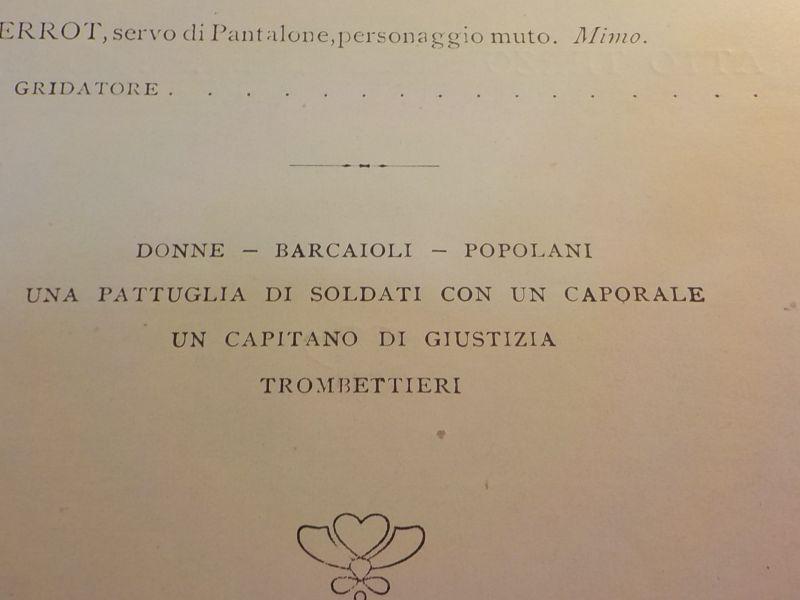 ERROT, servo di Pantalone, personaggio muto. Mimo.
GRIDATORE . . . . . . . . . . . .
DONNE — BARCAIOLI — POPOLANI
UNA PATTUGLIA DI SOLDATI CON UN CAPORALE
UN CAPITANO DI GIUSTIZIA
TROMBETTIERI